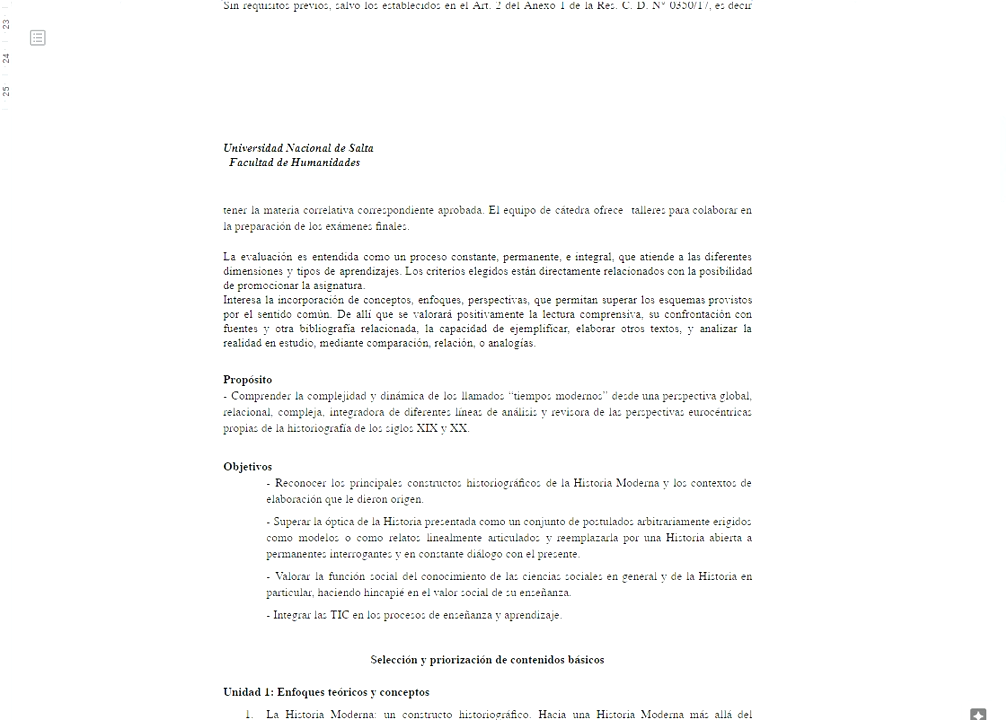 Sin requisitos previos, salvo los establecidos en el Art. 2 del Anexo 1 de la Res. C. D. N° 0350/17, es decir
23
24
25
Universidad Nacional de Salta
Facultad de Humanidades
tener la materia correlativa correspondiente aprobada. El equipo de cátedra ofrece talleres para colaborar en
la preparación de los exámenes finales.
La evaluación es entendida como un proceso constante, permanente, e integral, que atiende a las diferentes
dimensiones y tipos de aprendizajes. Los criterios elegidos están directamente relacionados con la posibilidad
de promocionar la asignatura.
Interesa la incorporación de conceptos, enfoques, perspectivas, que permitan superar los esquemas provistos
por el sentido común. De allí que se valorará positivamente la lectura comprensiva, su confrontación con
fuentes y otra bibliografía relacionada, la capacidad de ejemplificar, elaborar otros textos, y analizar la
realidad en estudio, mediante comparación, relación, o analogías.
Propósito
- Comprender la complejidad y dinámica de los llamados “tiempos modernos” desde una perspectiva global,
relacional, compleja, integradora de diferentes líneas de análisis y revisora de las perspectivas eurocéntricas
propias de la historiografía de los siglos XIX y XX.
Objetivos
- Reconocer los principales constructos historiográficos de la Historia Moderna y los contextos de
elaboración que le dieron origen.
- Superar la óptica de la Historia presentada como un conjunto de postulados arbitrariamente erigidos
como modelos o como relatos linealmente articulados y reemplazarla por una Historia abierta a
permanentes interrogantes y en constante diálogo con el presente.
- Valorar la función social del conocimiento de las ciencias sociales en general y de la Historia en
particular, haciendo hincapié en el valor social de su enseñanza.
- Integrar las TIC en los procesos de enseñanza y aprendizaje.
Selección y priorización de contenidos básicos
Unidad 1: Enfoques teóricos y conceptos
1. La Historia Moderna: un constructo historiográfico. Hacia una Historia Moderna más allá del